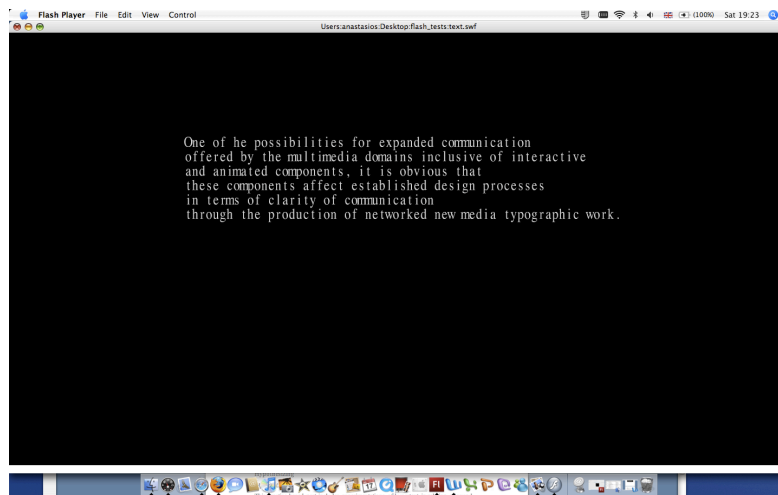 Flash Player File Edit View Control (100%) Sat 19:23
Users:anastasios:Desktop:flash_tests:text.swf
One of he possibilities for expanded communication
offered by the multimedia domains inclusive of interactive
and animated components, it is obvious that
these components affect established design processes
in terms of clarity of communication
through the production of networked new media typographic work.